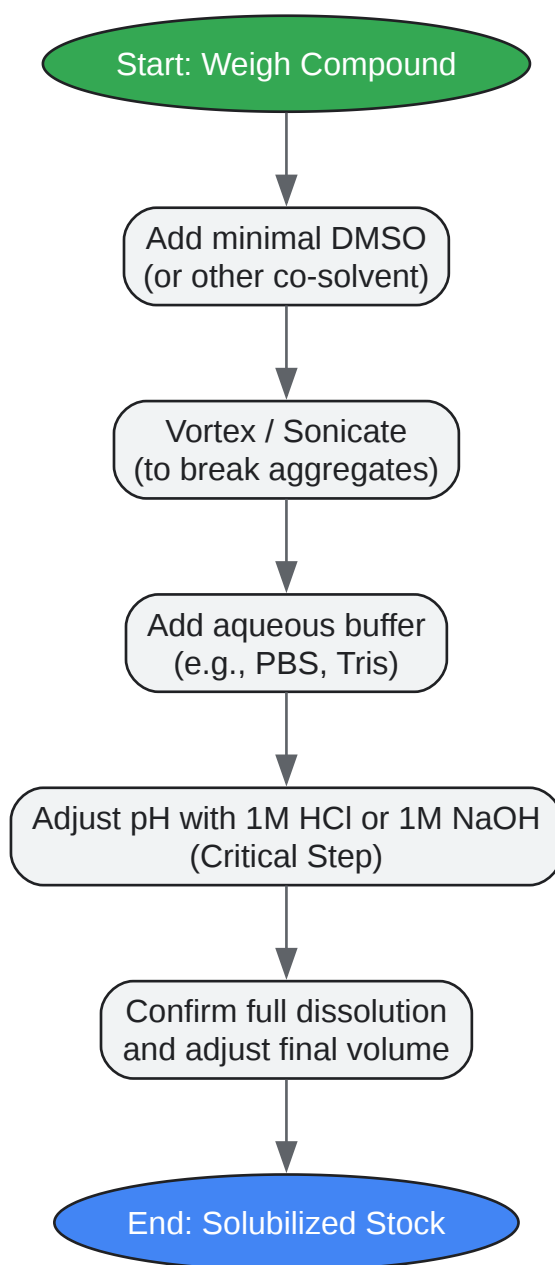 Start: Weigh Compound
Add minimal DMSO
(or other co-solvent)
Vortex / Sonicate
(to break aggregates)
Add aqueous buffer
(e.g., PBS, Tris)
Adjust pH with 1M HCl or 1M NaOH
(Critical Step)
Confirm full dissolution
and adjust final volume
End: Solubilized Stock